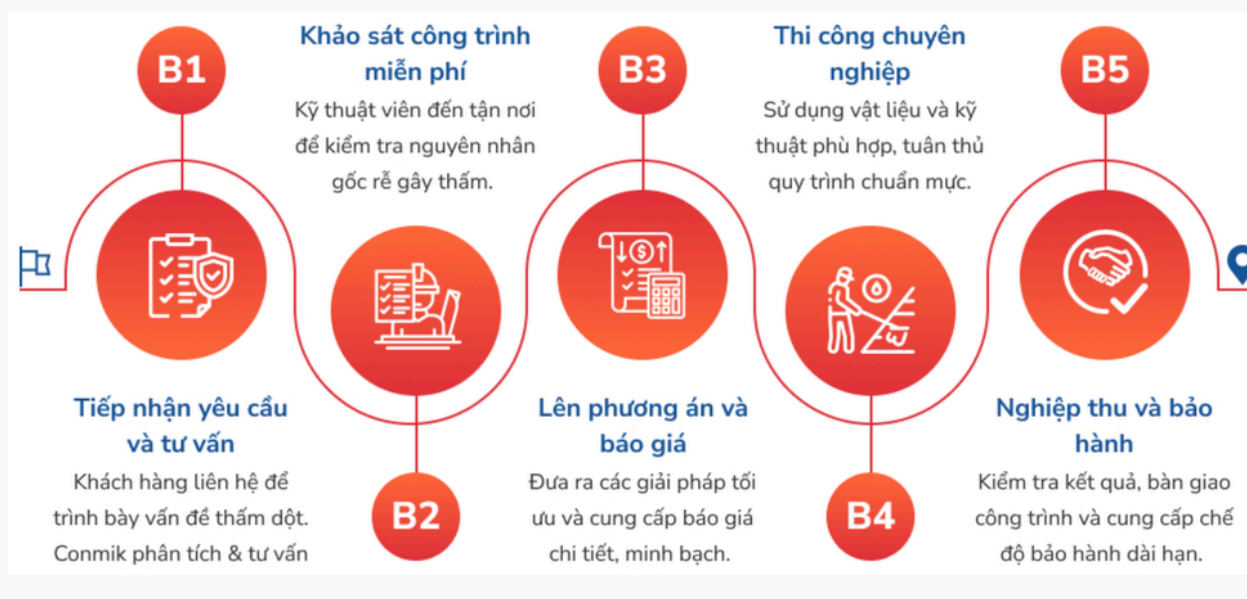 B1
Tiếp nhận yêu cầu
và tư vấn
Khách hàng liên hệ để
trình bày vấn đề thấm dột.
Conmik phân tích & tư vấn
Khảo sát công trình
miễn phí
Kỹ thuật viên đến tận nơi
để kiểm tra nguyên nhân
gốc rễ gây thấm.
B2
B3
Lên phương án và
báo giá
Đưa ra các giải pháp tối
ưu và cung cấp báo giá
chi tiết, minh bạch.
Thi công chuyên
nghiệp
Sử dụng vật liệu và kỹ
thuật phù hợp, tuân thủ
quy trình chuẩn mực.
B4
B5
Nghiệp thu và bảo
hành
Kiểm tra kết quả, bàn giao
công trình và cung cấp chế
độ bảo hành dài hạn.